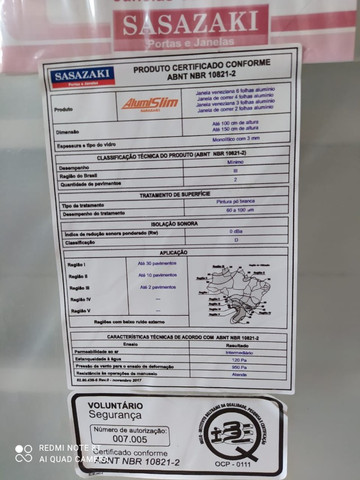 SASAZAKI
Portas e Janelas
SASAZAKI
Portas e Janelas
PRODUTO CERTIFICADO CONFORME
ABNT NBR 10821-2
Produto
AlumiSlim
SASAZAKI
Janela veneziana 6 folhas alumínio
Janela de correr 4 folhas alumínio
Janela veneziana 3 folhas alumínio
Janela de correr 2 folhas alumínio
Dimensão
Até 100 cm de altura
Até 150 cm de altura
Espessura e tipo do vidro
Monolítico com 3 mm
CLASSIFICAÇÃO TÉCNICA DO PRODUTO (ABNT NBR 10821-2)
Desempenho
Mínimo
Região do Brasil
III
Quantidade de pavimentos
2
TRATAMENTO DE SUPERFÍCIE
Tipo de tratamento
Pintura pó branca
Desempenho do tratamento
60 a 100 um
ISOLAÇÃO SONORA
Índice de redução sonora ponderado (Rw)
0 dBa
Classificação
D
APLICAÇÃO
Região I
Até 30 pavimentos
Região II
Até 10 pavimentos
Região III
Até 2 pavimentos
Região IV
---
Região V
---
Regiões com baixo ruído externo
CARACTERÍSTICAS TÉCNICAS DE ACORDO COM ABNT NBR 10821-2
Ensaio
Resultado
Permeabilidade ao ar
Intermediário
Estanqueidade à água
120 Pa
Pressão de vento para o ensaio de deformação
950 Pa
Resistência às operações de manuseio
Atende
novembro 2017
VOLUNTÁRIO
Segurança
Número de autorização:
007.005
Certificado conforme
ABNT NBR 10821-2
OCP - 0111
REDMI NOTE 8T
AI QUAD CAMERA